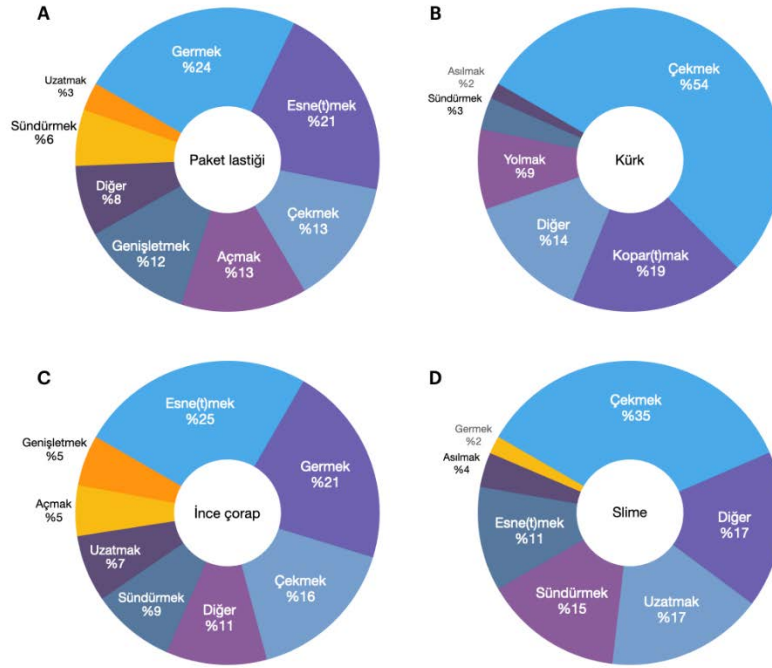 A
Germek
%24
Esne(t)mek
%21
Çekmek
%13
Açmak
%13
Genişletmek
%12
Diğer
%8
Sündürmek
%6
Uzatmak
%3
Paket lastiği
B
Çekmek
%54
Kopar(t)mak
%19
Diğer
%14
Yolmak
%9
Sündürmek
%3
Asılmak
%2
Kürk
C
Esne(t)mek
%25
Germek
%21
Çekmek
%16
Diğer
%11
Sündürmek
%9
Uzatmak
%7
Açmak
%5
Genişletmek
%5
İnce çorap
D
Çekmek
%35
Diğer
%17
Uzatmak
%17
Sündürmek
%15
Esne(t)mek
%11
Asılmak
%4
Germek
%2
Slime